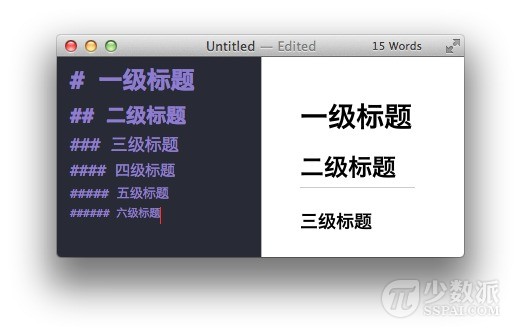 Untitled — Edited
15 Words
# 一级标题
## 二级标题
### 三级标题
#### 四级标题
##### 五级标题
###### 六级标题
一级标题
二级标题
三级标题
少数派
SSPAI.COM